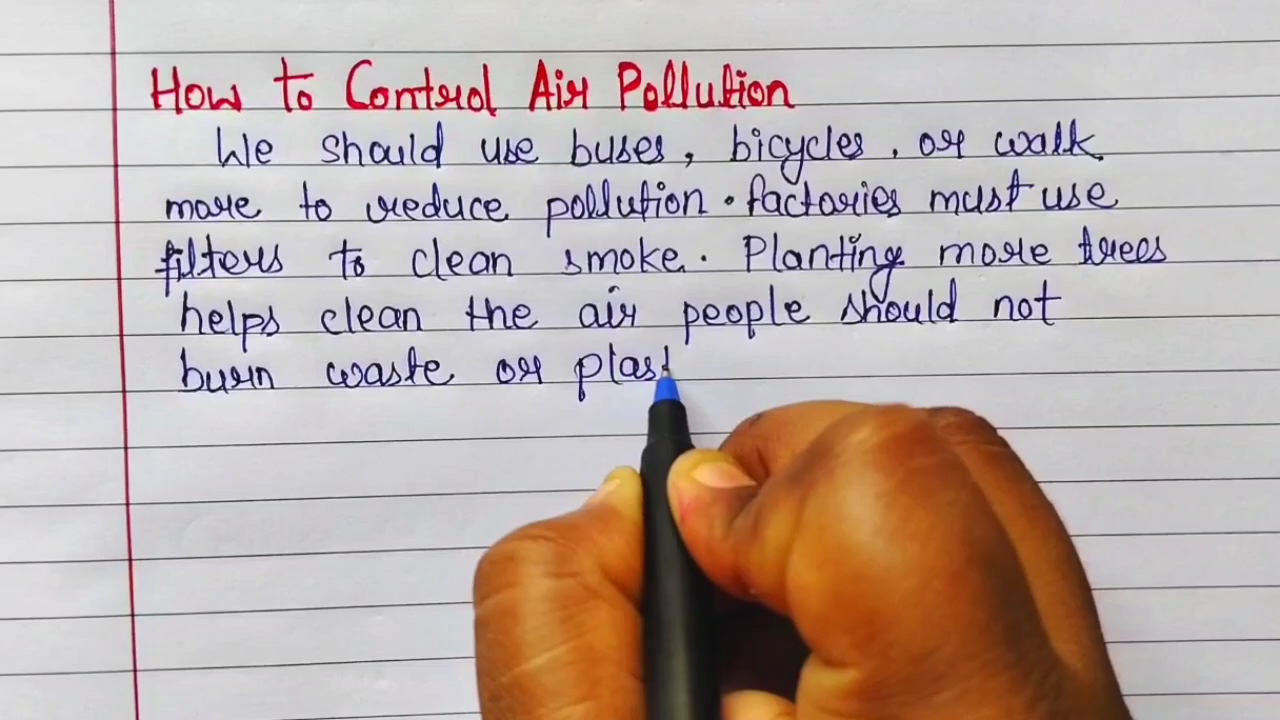 How to Control Air Pollution
We should use buses, bicycles, or walk
more to reduce pollution. factories must use
filters to clean smoke. Planting more trees
helps clean the air people should not
burn waste or plast